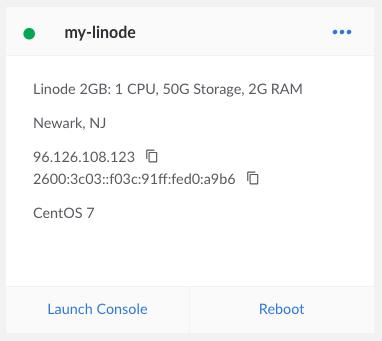 my-linode
Linode 2GB: 1 CPU, 50G Storage, 2G RAM
Newark, NJ
96.126.108.123
2600:3c03::f03c:91ff:fed0:a9b6
CentOS 7
Launch Console
Reboot